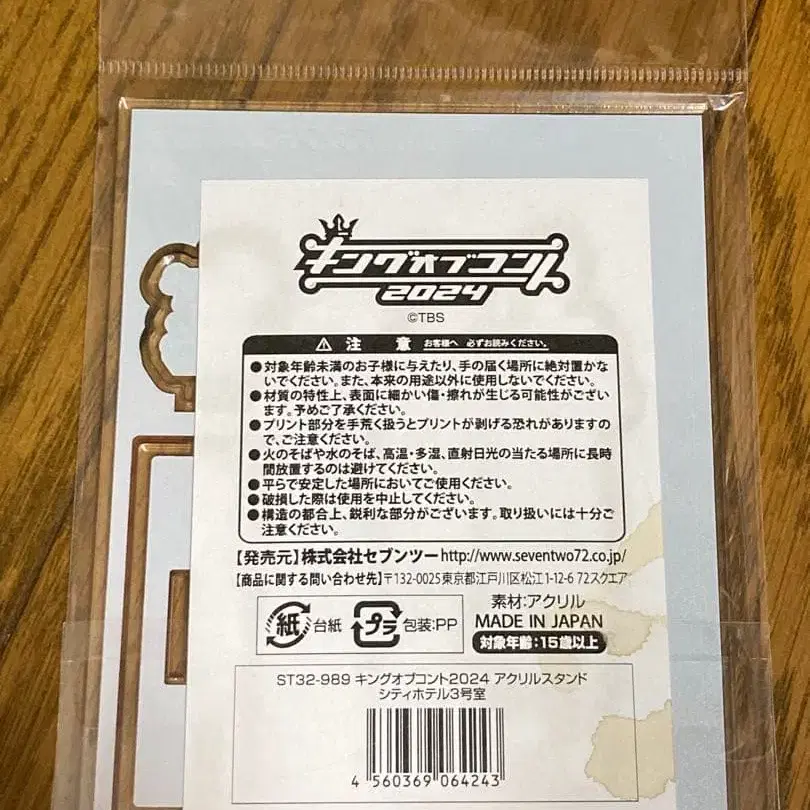 キングオブコント
2024
©TBS
⚠ 注 意 お客様へ 必ずお読みください。
●対象年齢未満のお子様に与えたり、手の届く場所に絶対置かな
いでください。また、本来の用途以外に使用しないでください。
●材質の特性上、表面に細かい傷・擦れが生じる可能性がござい
ます。予めご了承ください。
●プリント部分を手荒く扱うとプリントが剥げる恐れがありますの
で、ご注意ください。
●火のそばや水のそば、高温・多湿、直射日光の当たる場所に長時
間放置するのは避けてください。
●平らで安定した場所においてご使用ください。
●破損した際は使用を中止してください。
●構造の都合上、鋭利な部分がございます。取り扱いには十分ご
注意ください。
【発売元】株式会社セブンツー http://www.seventwo72.co.jp/
【商品に関する問い合わせ先】〒132-0025東京都江戸川区松江1-12-6 72スクエア
紙 台紙 プラ 包装:PP
素材:アクリル
MADE IN JAPAN
対象年齢:15歳以上
ST32-989 キングオブコント2024 アクリルスタンド
シティホテル3号室
4 560369 064243